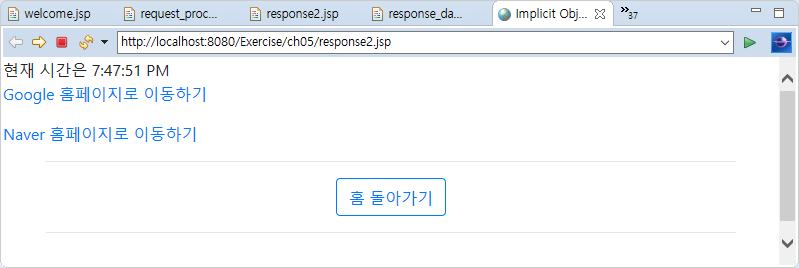 welcome.jsp request_proc... response2.jsp response_da... Implicit Obj... »37
http://localhost:8080/Exercise/ch05/response2.jsp
현재 시간은 7:47:51 PM
Google 홈페이지로 이동하기
Naver 홈페이지로 이동하기
홈 돌아가기